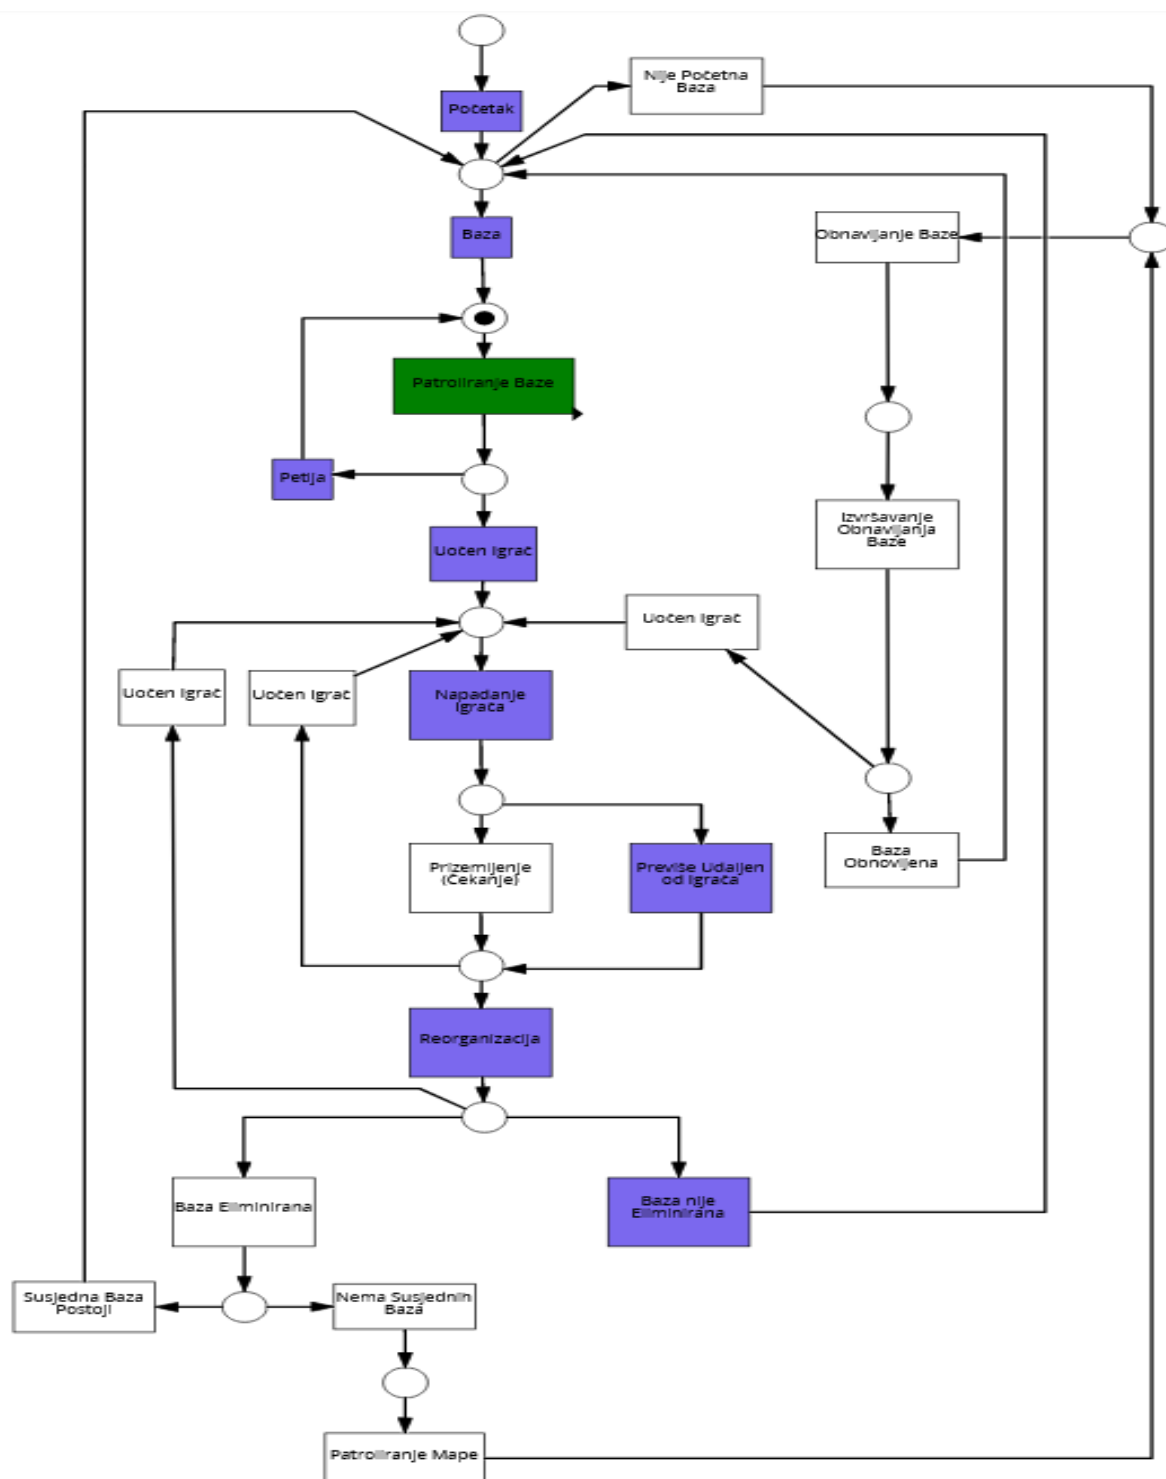 Nije Početna
Baza
Početak
Baza
Obnavljanje Baze
Patroliranje Baze
Petlja
Izvršavanje
Obnavljanja
Baze
Uočen Igrač
Uočen Igrač
Uočen Igrač
Uočen Igrač
Napadanje
Igrača
Prizemljenje
(Čekanje)
Previše Udaljen
od Igrača
Baza
Obnovljena
Reorganizacija
Baza Eliminirana
Baza nije
Eliminirana
Susjedna Baza
Postoji
Nema Susjednih
Baza
Patroliranje Mape